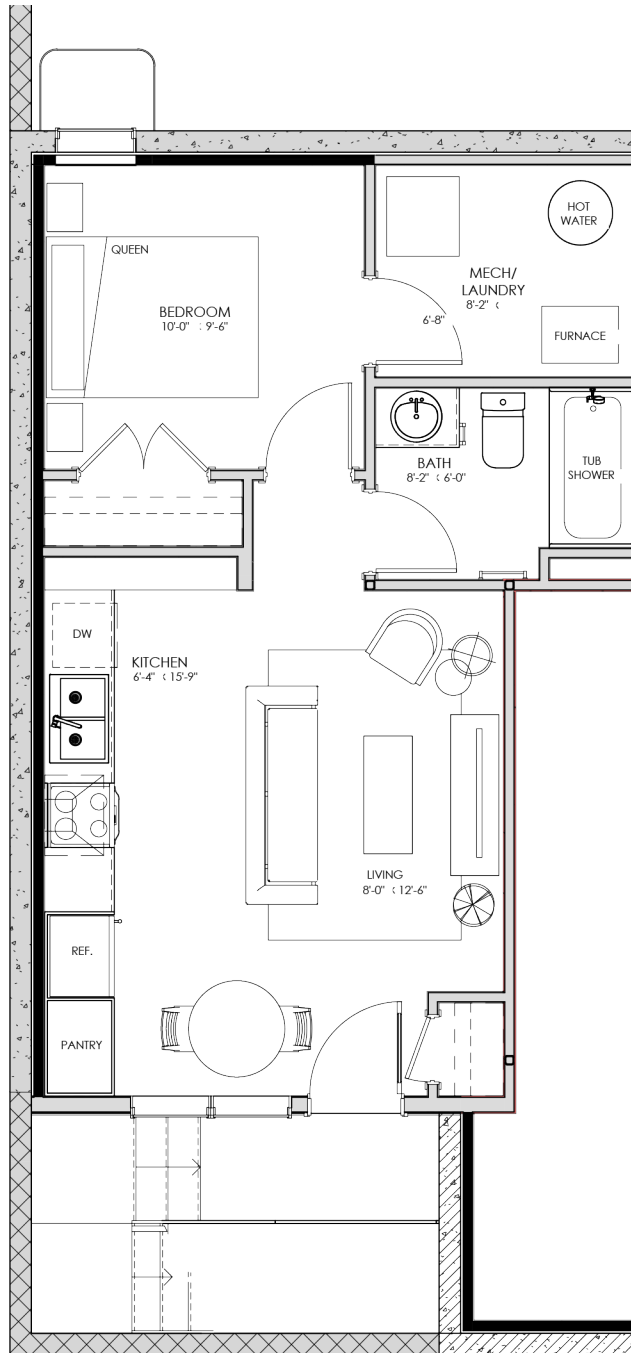 HOT
WATER
QUEEN
MECH/
LAUNDRY
8'-2"
BEDROOM
10'-0" : 9'-6"
6'-8"
FURNACE
BATH
8'-2" 6'-0"
TUB
SHOWER
DW
KITCHEN
6'-4" 15'-9"
LIVING
8'-0" 12'-6"
REF.
PANTRY